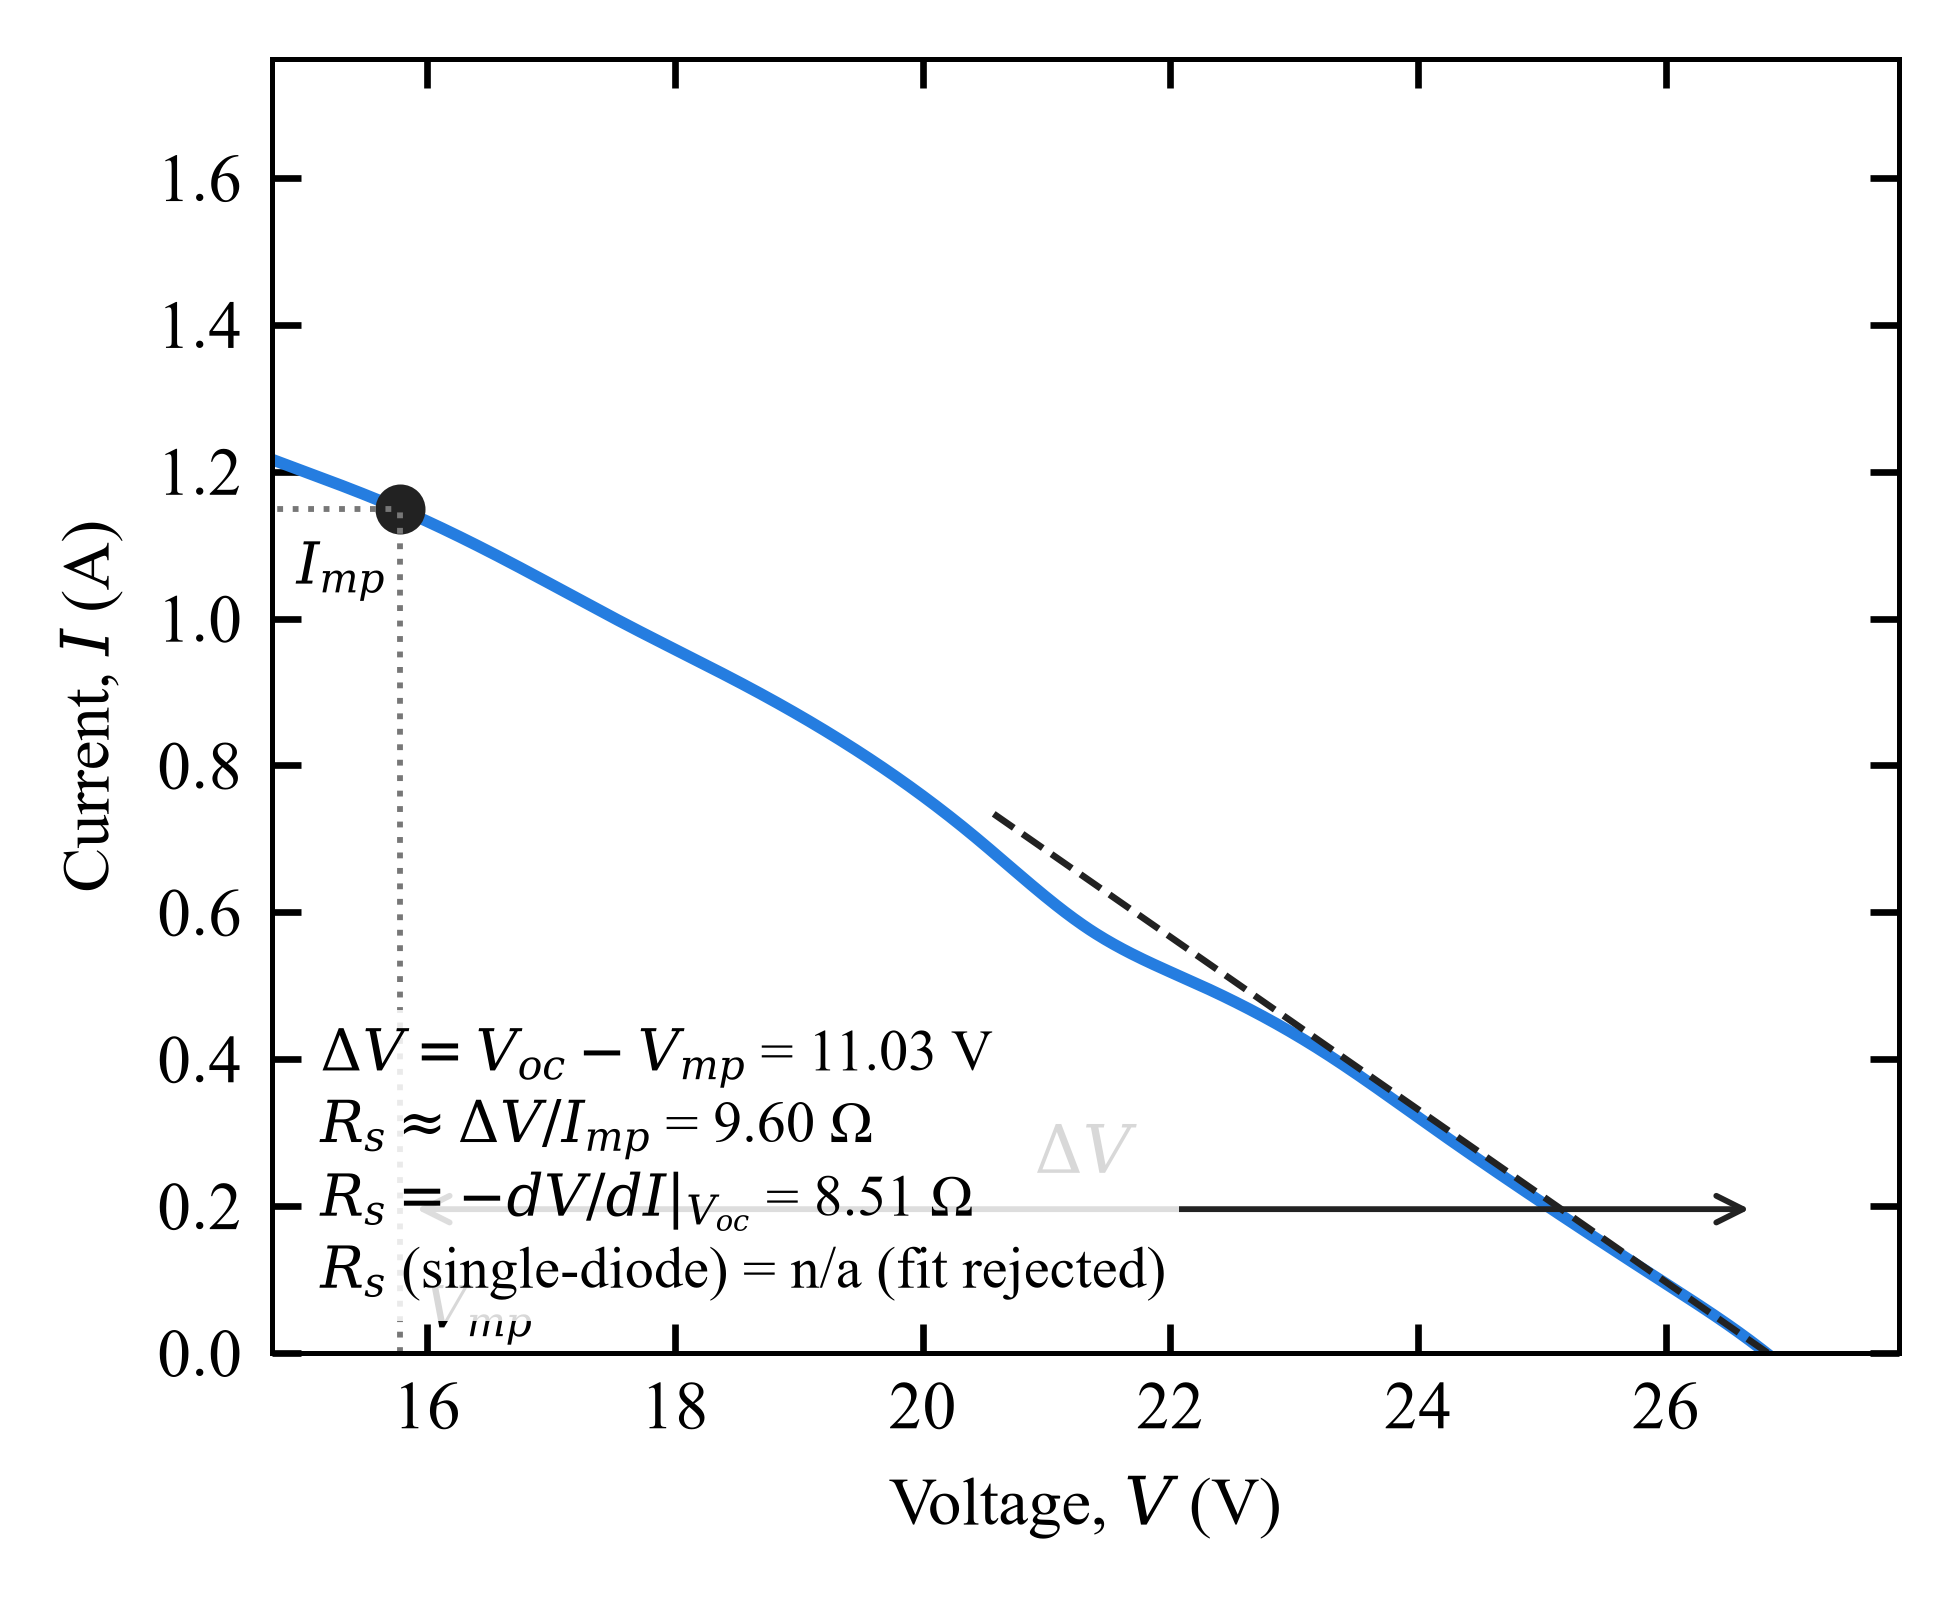 1.6
1.4
1.2
1.0
0.8
0.6
0.4
0.2
0.0
Current, I (A)
I_mp
ΔV = V_oc − V_mp = 11.03 V
R_s ≈ ΔV/I_mp = 9.60 Ω
ΔV
R_s = −dV/dI|_{V_oc} = 8.51 Ω
R_s (single-diode) = n/a (fit rejected)
V_mp
16 18 20 22 24 26
Voltage, V (V)